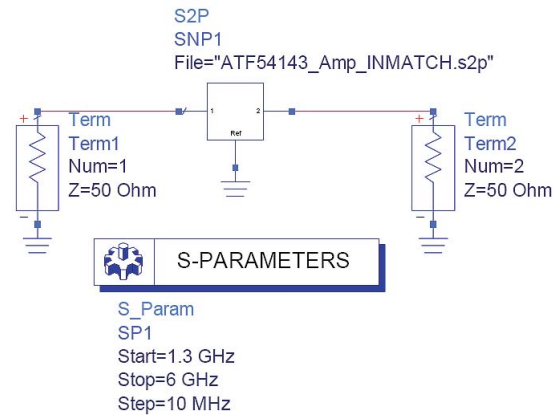 S2P
SNP1
File="ATF54143_Amp_INMATCH.s2p"
1
2
Ref
+
Term
Term1
Num=1
Z=50 Ohm
−
+
Term
Term2
Num=2
Z=50 Ohm
−
S-PARAMETERS
S_Param
SP1
Start=1.3 GHz
Stop=6 GHz
Step=10 MHz